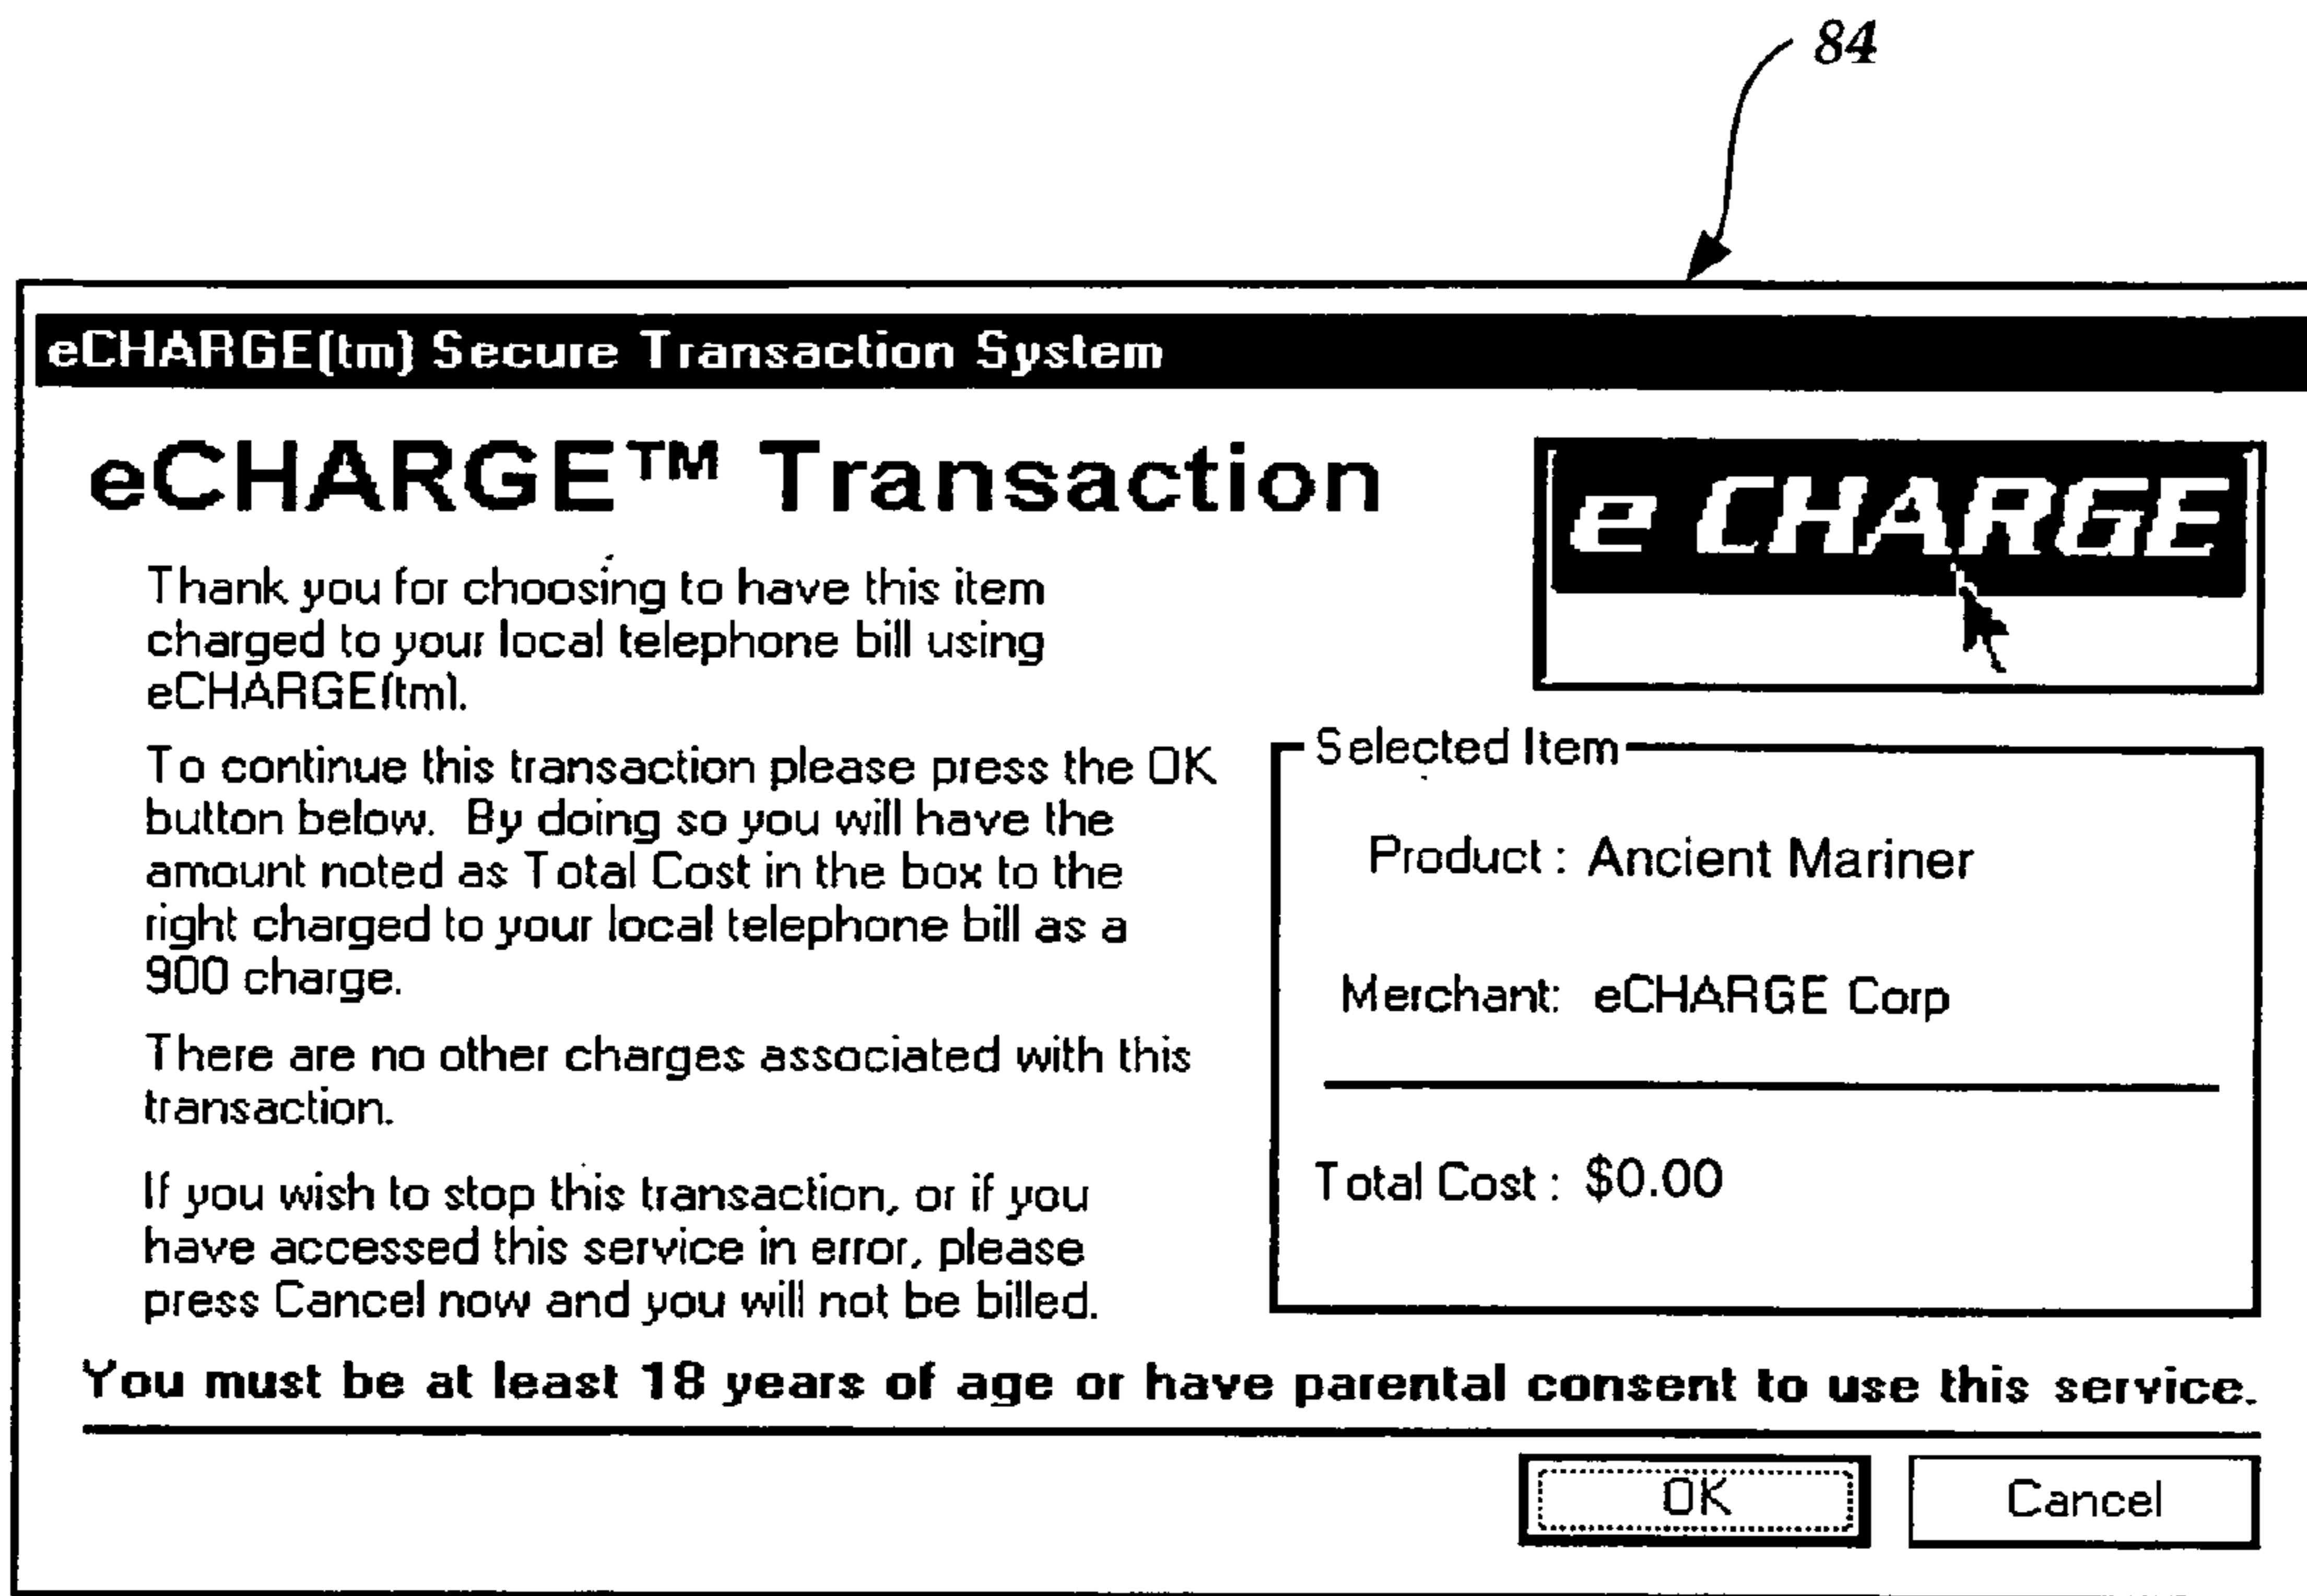 84
eCHARGE(tm) Secure Transaction System
eCHARGE™ Transaction
e CHARGE
Thank you for choosing to have this item
charged to your local telephone bill using
eCHARGE(tm).
To continue this transaction please press the OK
button below.  By doing so you will have the
amount noted as Total Cost in the box to the
right charged to your local telephone bill as a
900 charge.
There are no other charges associated with this
transaction.
If you wish to stop this transaction, or if you
have accessed this service in error, please
press Cancel now and you will not be billed.
Selected Item
Product : Ancient Mariner
Merchant: eCHARGE Corp
Total Cost : $0.00
You must be at least 18 years of age or have parental consent to use this service.
OK
Cancel